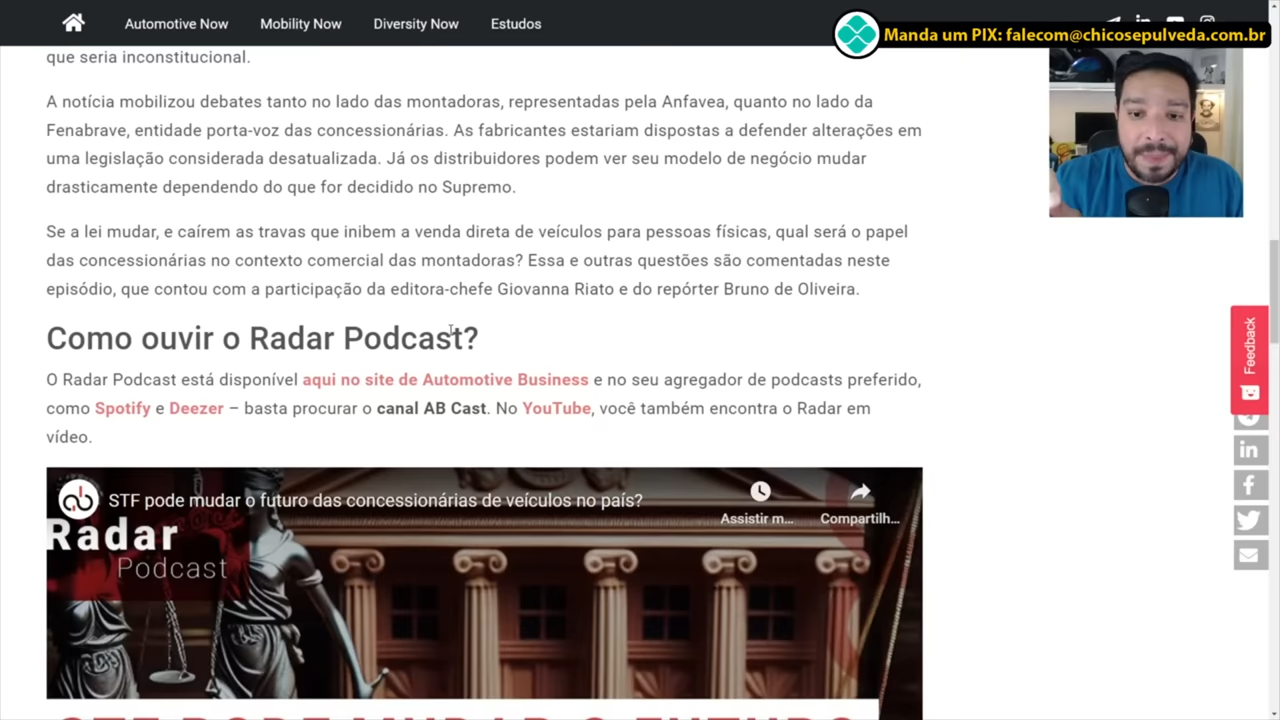 Automotive Now Mobility Now Diversity Now Estudos
Manda um PIX: falecom@chicosepulveda.com.br
que seria inconstitucional.
A notícia mobilizou debates tanto no lado das montadoras, representadas pela Anfavea, quanto no lado da
Fenabrave, entidade porta-voz das concessionárias. As fabricantes estariam dispostas a defender alterações em
uma legislação considerada desatualizada. Já os distribuidores podem ver seu modelo de negócio mudar
drasticamente dependendo do que for decidido no Supremo.
Se a lei mudar, e caírem as travas que inibem a venda direta de veículos para pessoas físicas, qual será o papel
das concessionárias no contexto comercial das montadoras? Essa e outras questões são comentadas neste
episódio, que contou com a participação da editora-chefe Giovanna Riato e do repórter Bruno de Oliveira.
Como ouvir o Radar Podcast?
O Radar Podcast está disponível aqui no site de Automotive Business e no seu agregador de podcasts preferido,
como Spotify e Deezer – basta procurar o canal AB Cast. No YouTube, você também encontra o Radar em
vídeo.
Feedback
STF pode mudar o futuro das concessionárias de veículos no país?
Assistir m... Compartilh...
Radar
Podcast
STF PODE MUDAR O FUTURO